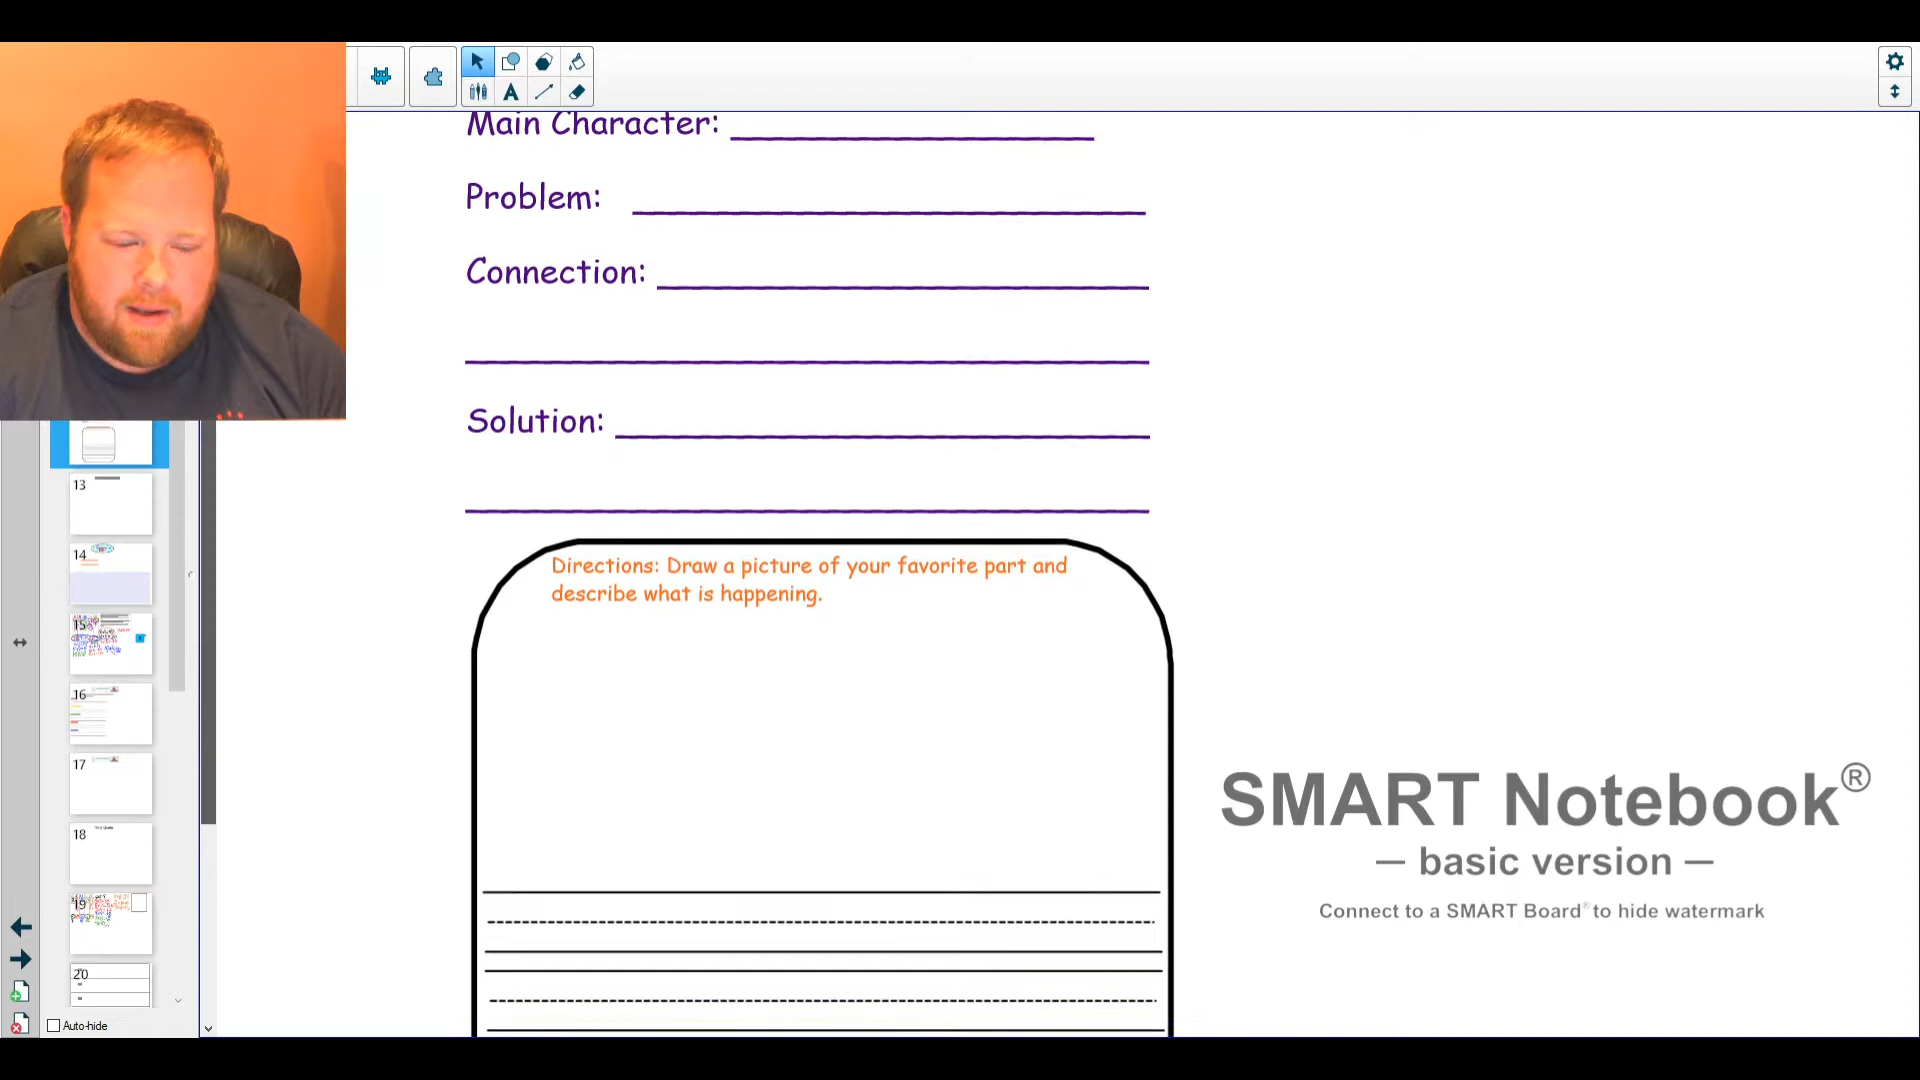 Main Character:
Problem:
Connection:
Solution:
Directions: Draw a picture of your favorite part and
describe what is happening.
SMART Notebook®
— basic version —
Connect to a SMART Board® to hide watermark
13
14
15
16
17
18
19
20
Auto-hide